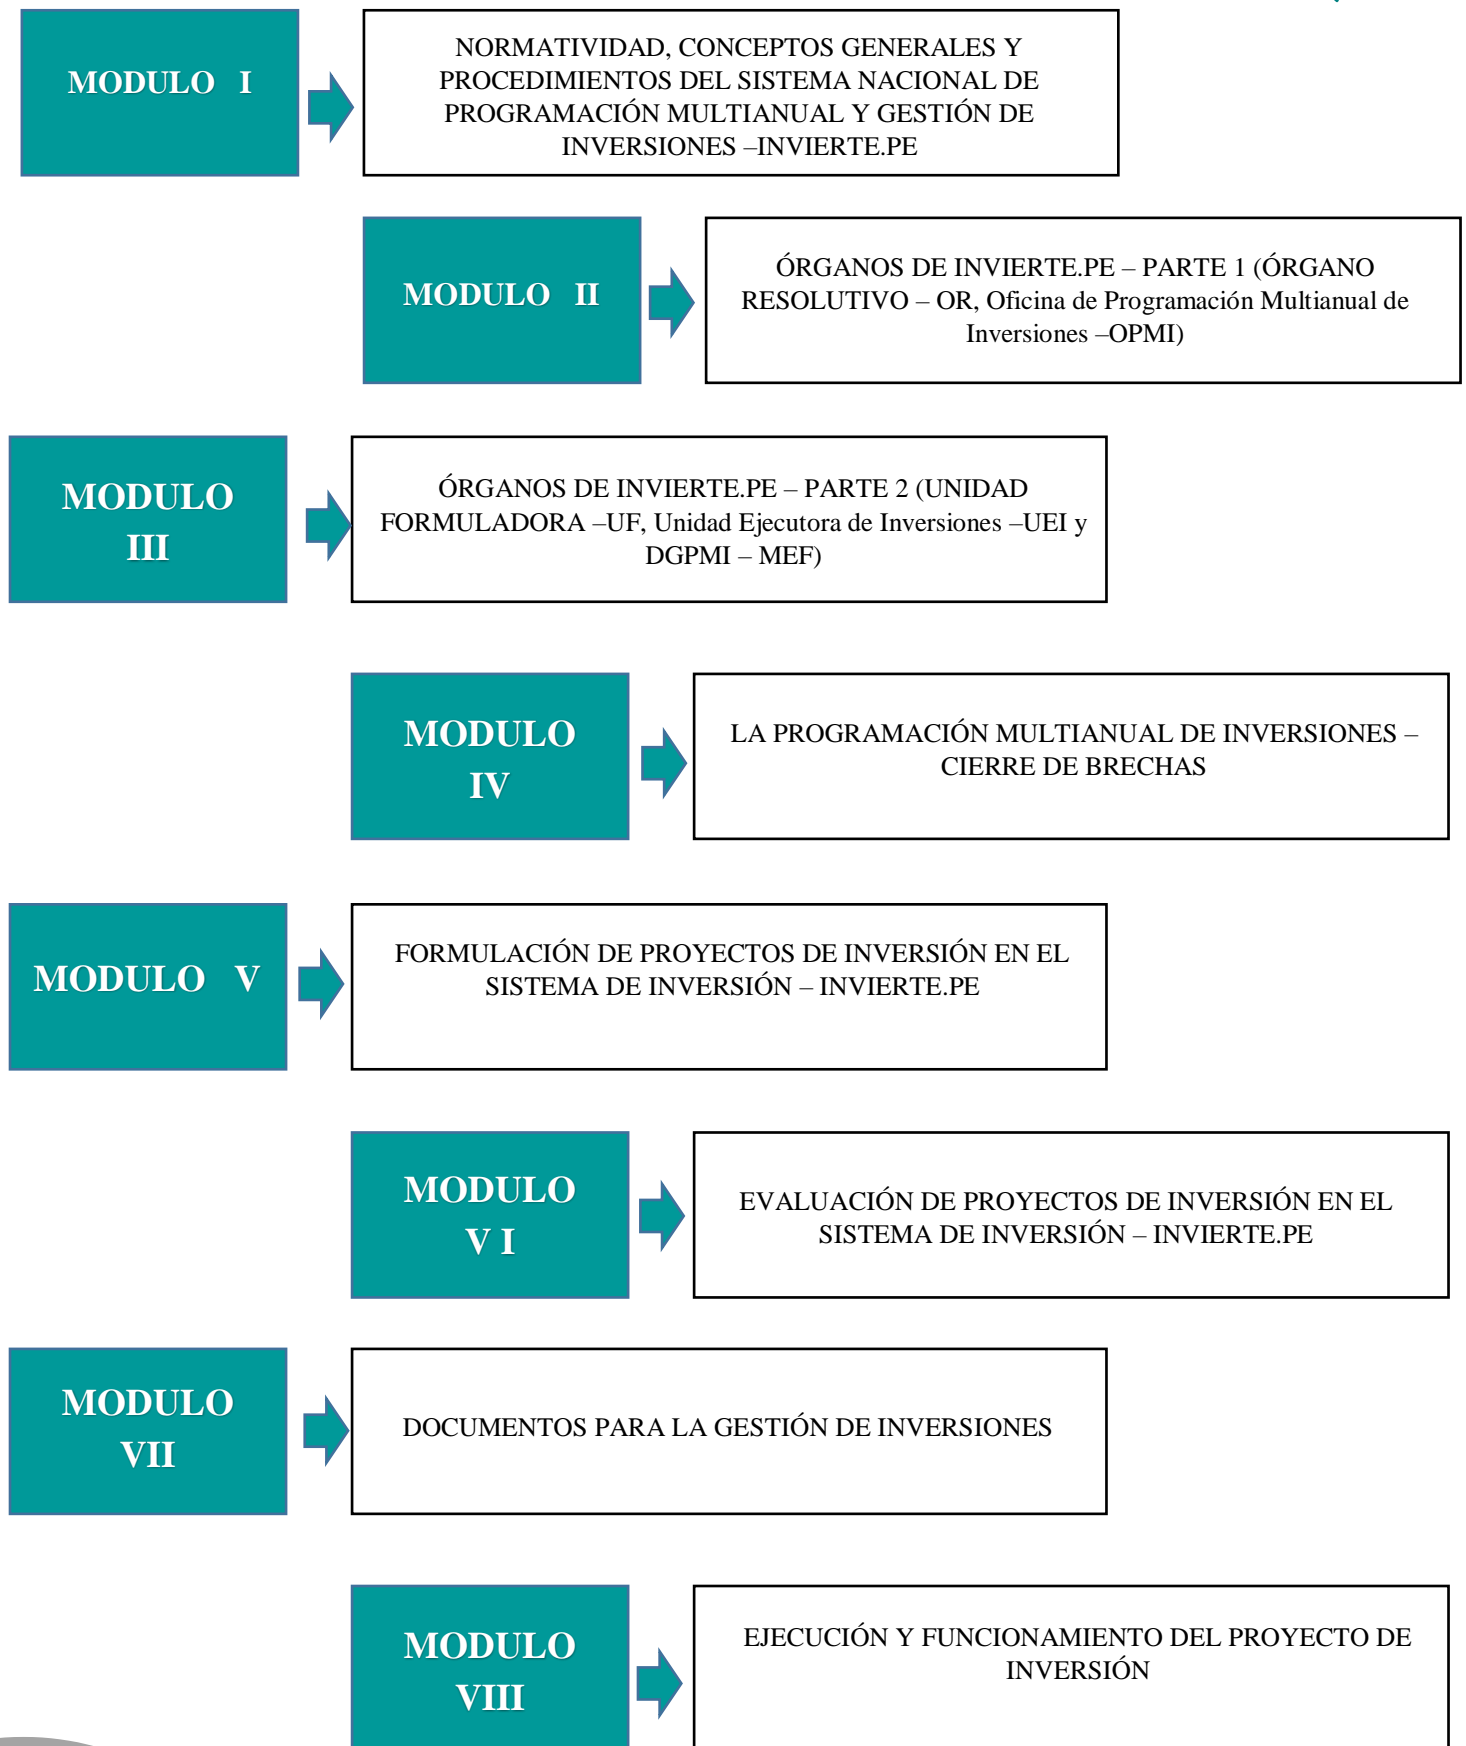 MODULO I
NORMATIVIDAD, CONCEPTOS GENERALES Y
PROCEDIMIENTOS DEL SISTEMA NACIONAL DE
PROGRAMACIÓN MULTIANUAL Y GESTIÓN DE
INVERSIONES –INVIERTE.PE
MODULO II
ÓRGANOS DE INVIERTE.PE – PARTE 1 (ÓRGANO
RESOLUTIVO – OR, Oficina de Programación Multianual de
Inversiones –OPMI)
MODULO
III
ÓRGANOS DE INVIERTE.PE – PARTE 2 (UNIDAD
FORMULADORA –UF, Unidad Ejecutora de Inversiones –UEI y
DGPMI – MEF)
MODULO
IV
LA PROGRAMACIÓN MULTIANUAL DE INVERSIONES –
CIERRE DE BRECHAS
MODULO V
FORMULACIÓN DE PROYECTOS DE INVERSIÓN EN EL
SISTEMA DE INVERSIÓN – INVIERTE.PE
MODULO
V I
EVALUACIÓN DE PROYECTOS DE INVERSIÓN EN EL
SISTEMA DE INVERSIÓN – INVIERTE.PE
MODULO
VII
DOCUMENTOS PARA LA GESTIÓN DE INVERSIONES
MODULO
VIII
EJECUCIÓN Y FUNCIONAMIENTO DEL PROYECTO DE
INVERSIÓN